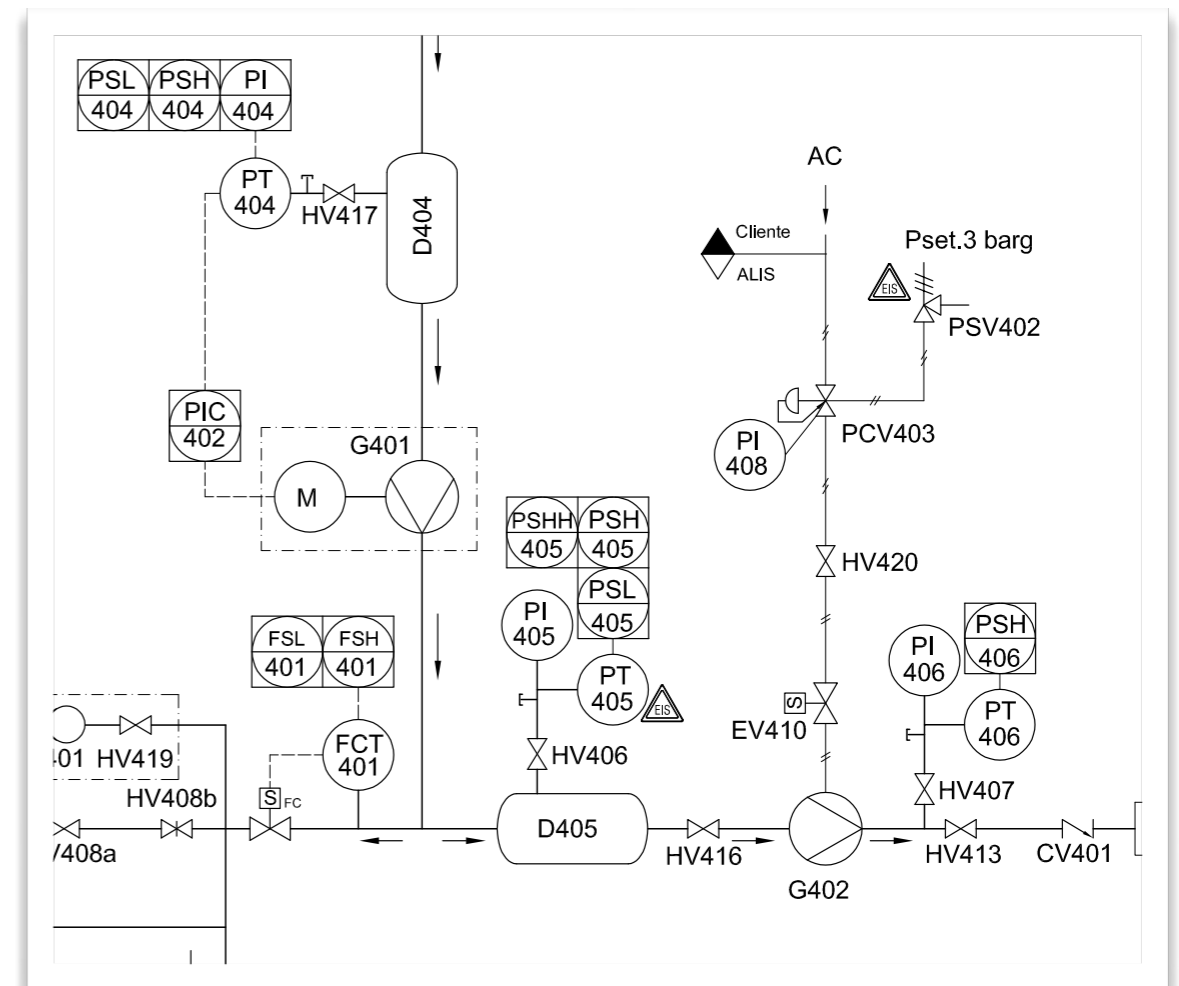 PSL
404
PSH
404
PI
404
PT
404
HV417
D404
AC
Cliente
ALIS
Pset.3 barg
EIS
PSV402
PIC
402
G401
M
PI
408
PCV403
PSHH
405
PSH
405
PSL
405
PI
405
PT
405
EIS
HV420
FSL
401
FSH
401
PSH
406
PI
406
PT
406
S
EV410
401
HV419
FCT
401
HV406
HV407
HV408b
S
FC
D405
V408a
HV416
G402
HV413
CV401